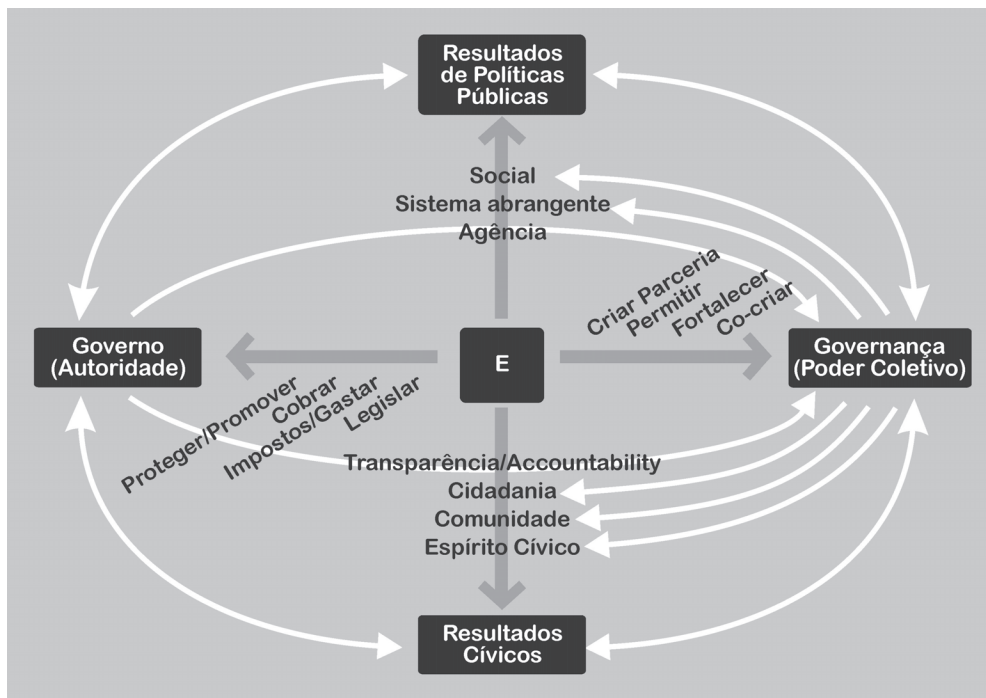 Resultados
de Políticas
Públicas
Social
Sistema abrangente
Agência
Criar Parceria
Permitir
Fortalecer
Co-criar
Governo
(Autoridade)
E
Governança
(Poder Coletivo)
Proteger/Promover
Cobrar
Impostos/Gastar
Legislar
Transparência/Accountability
Cidadania
Comunidade
Espírito Cívico
Resultados
Cívicos